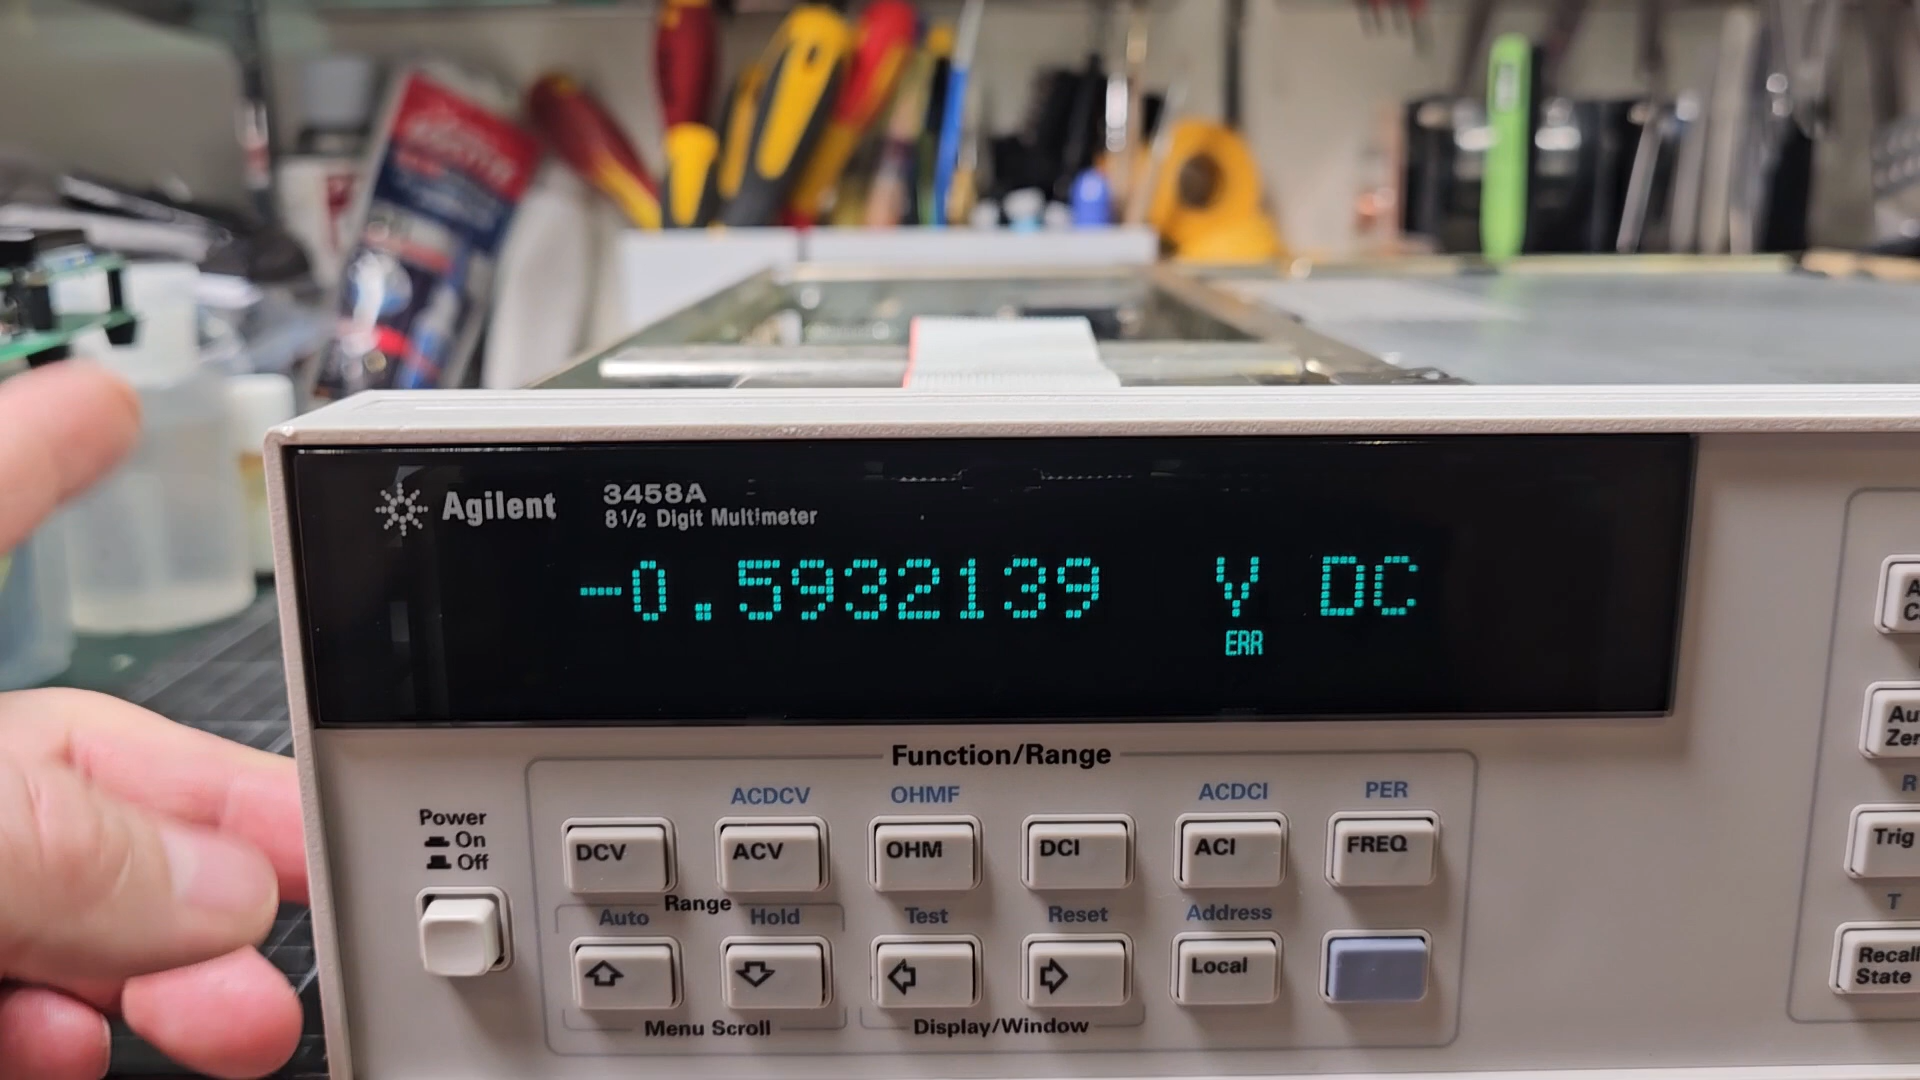 Agilent
3458A
8½ Digit Multimeter
-0.5932139 V DC
ERR
Function/Range
Power
On
Off
ACDCV OHMF ACDCI PER
DCV ACV OHM DCI ACI FREQ
Range
Auto Hold Test Reset Address
Local
Menu Scroll Display/Window
Trig
T
Recall
State